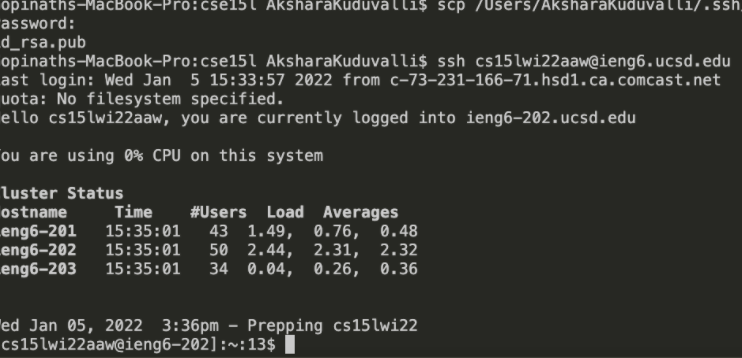 opinaths-MacBook-Pro:cse15l AksharaKuduvalli$ scp /Users/AksharaKuduvalli/.ssh/
assword:
d_rsa.pub
opinaths-MacBook-Pro:cse15l AksharaKuduvalli$ ssh cs15lwi22aaw@ieng6.ucsd.edu
ast login: Wed Jan  5 15:33:57 2022 from c-73-231-166-71.hsd1.ca.comcast.net
uota: No filesystem specified.
ello cs15lwi22aaw, you are currently logged into ieng6-202.ucsd.edu
ou are using 0% CPU on this system
luster Status
ostname     Time    #Users  Load  Averages
eng6-201   15:35:01   43  1.49,  0.76,  0.48
eng6-202   15:35:01   50  2.44,  2.31,  2.32
eng6-203   15:35:01   34  0.04,  0.26,  0.36
ed Jan 05, 2022  3:36pm - Prepping cs15lwi22
cs15lwi22aaw@ieng6-202]:~:13$